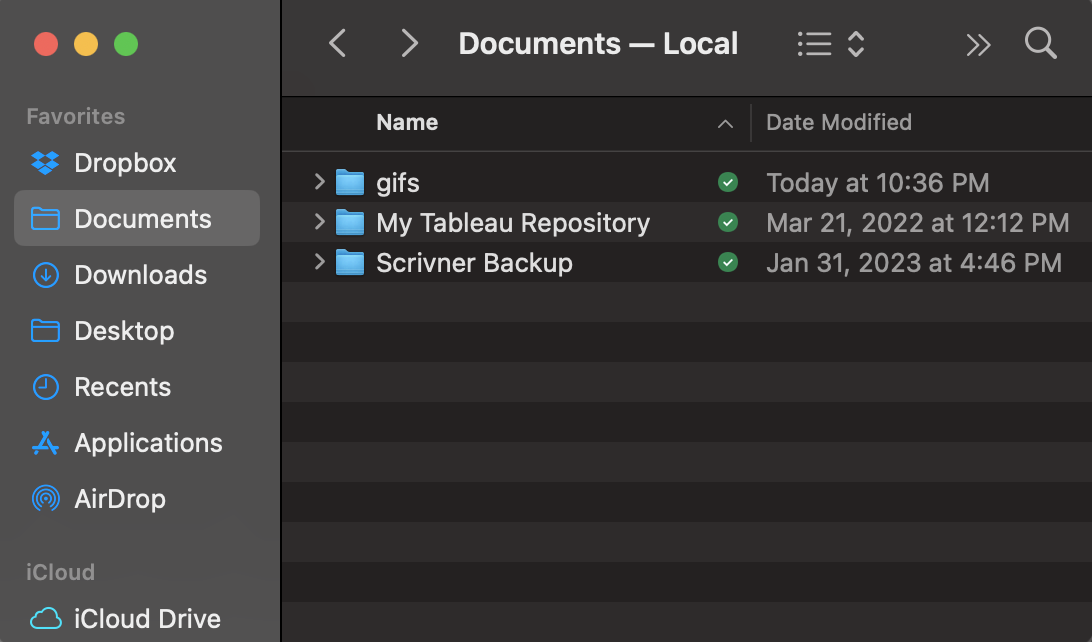 Documents — Local
Favorites
Dropbox
Documents
Downloads
Desktop
Recents
Applications
AirDrop
iCloud
iCloud Drive
Name Date Modified
gifs Today at 10:36 PM
My Tableau Repository Mar 21, 2022 at 12:12 PM
Scrivner Backup Jan 31, 2023 at 4:46 PM